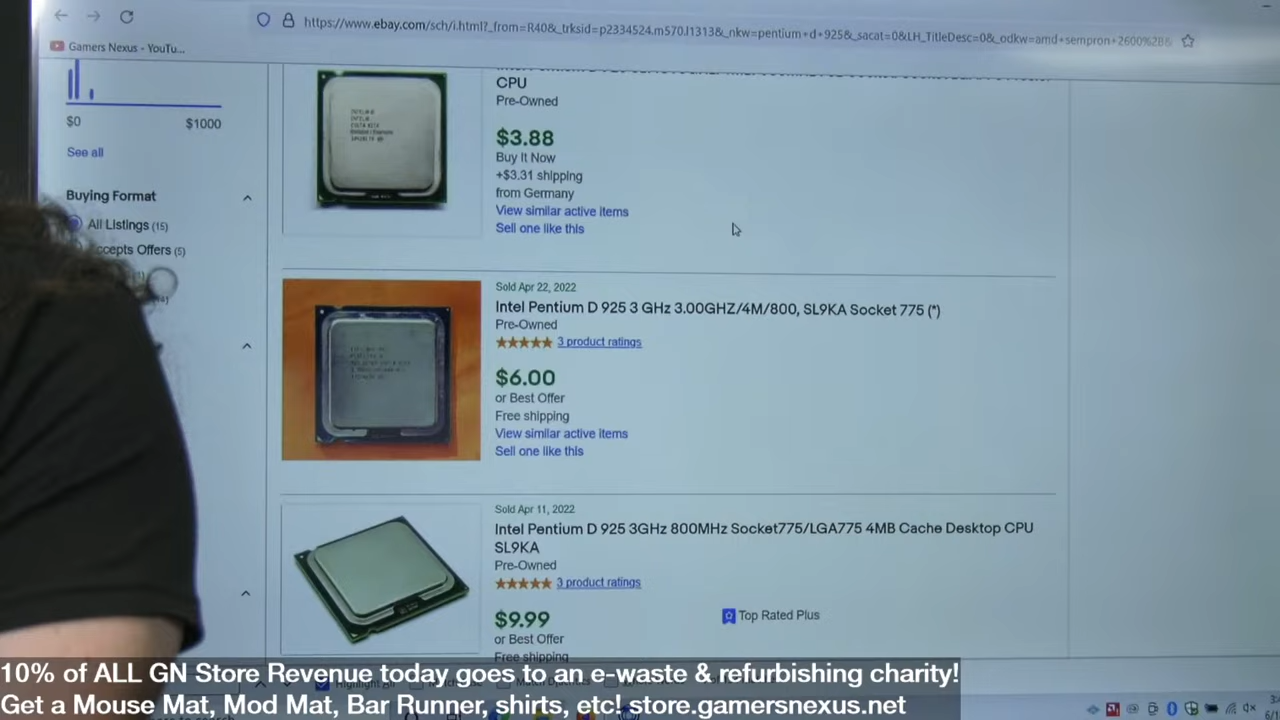 https://www.ebay.com/sch/i.html?_from=R40&_trksid=p2334524.m570.l1313&_nkw=pentium+d+925&_sacat=0&LH_TitleDesc=0&_odkw=amd+sempron+2600%2B&
Gamers Nexus - YouTu...
$0
$1000
See all
Buying Format
All Listings (15)
ccepts Offers (5)
CPU
Pre-Owned
$3.88
Buy It Now
+$3.31 shipping
from Germany
View similar active items
Sell one like this
Sold Apr 22, 2022
Intel Pentium D 925 3 GHz 3.00GHZ/4M/800, SL9KA Socket 775 (*)
Pre-Owned
3 product ratings
$6.00
or Best Offer
Free shipping
View similar active items
Sell one like this
Sold Apr 11, 2022
Intel Pentium D 925 3GHz 800MHz Socket775/LGA775 4MB Cache Desktop CPU
SL9KA
Pre-Owned
3 product ratings
$9.99
Top Rated Plus
or Best Offer
Free shipping
10% of ALL GN Store Revenue today goes to an e-waste & refurbishing charity!
Get a Mouse Mat, Mod Mat, Bar Runner, shirts, etc! store.gamersnexus.net